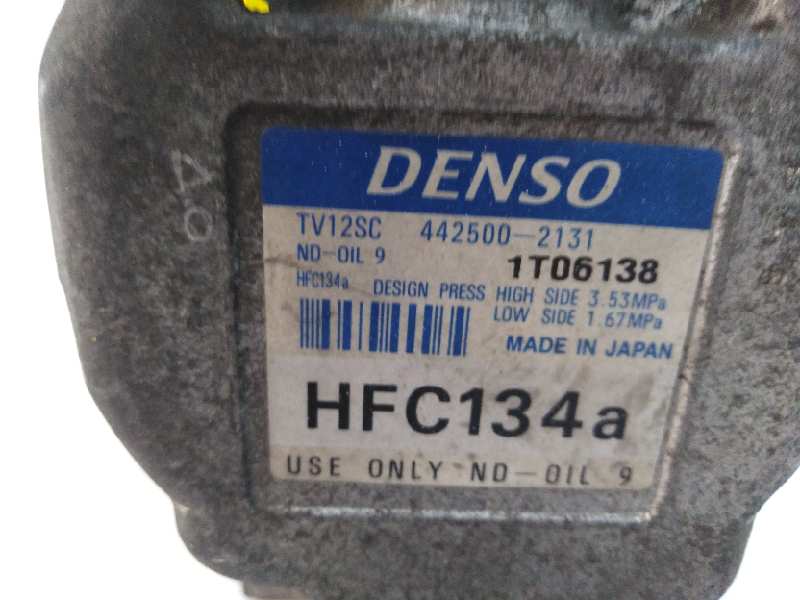 DENSO
TV12SC 442500-2131
ND-OIL 9 1T06138
HFC134a DESIGN PRESS HIGH SIDE 3.53MPa
LOW SIDE 1.67MPa
MADE IN JAPAN
HFC134a
USE ONLY ND-OIL 9